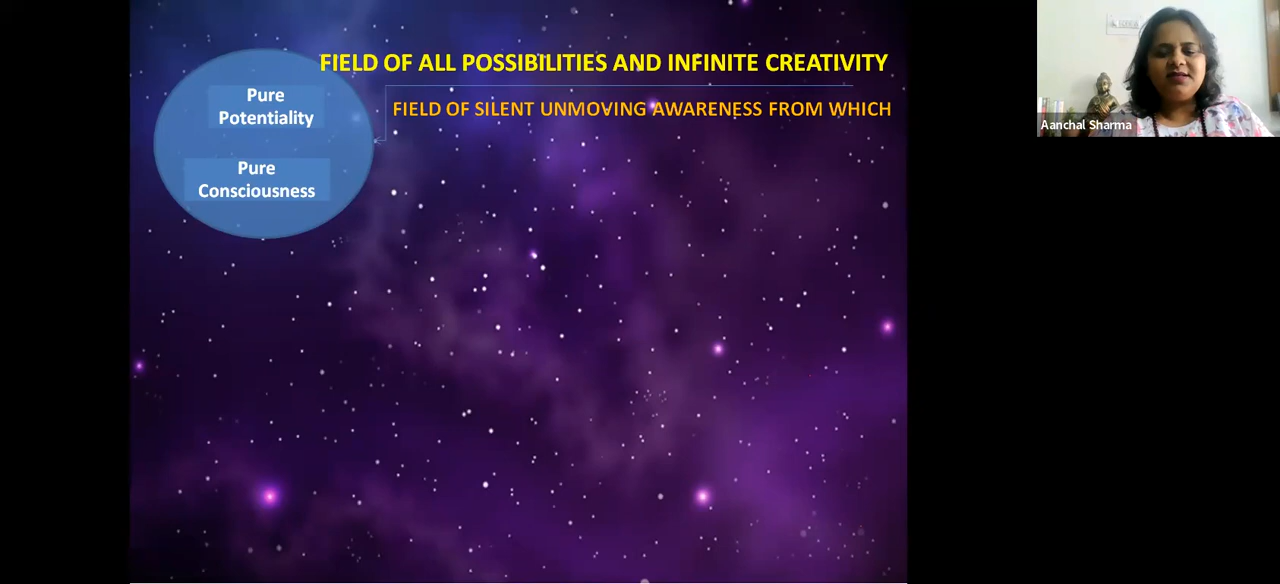 FIELD OF ALL POSSIBILITIES AND INFINITE CREATIVITY
Pure
Potentiality
FIELD OF SILENT UNMOVING AWARENESS FROM WHICH
Pure
Consciousness
Aanchal Sharma